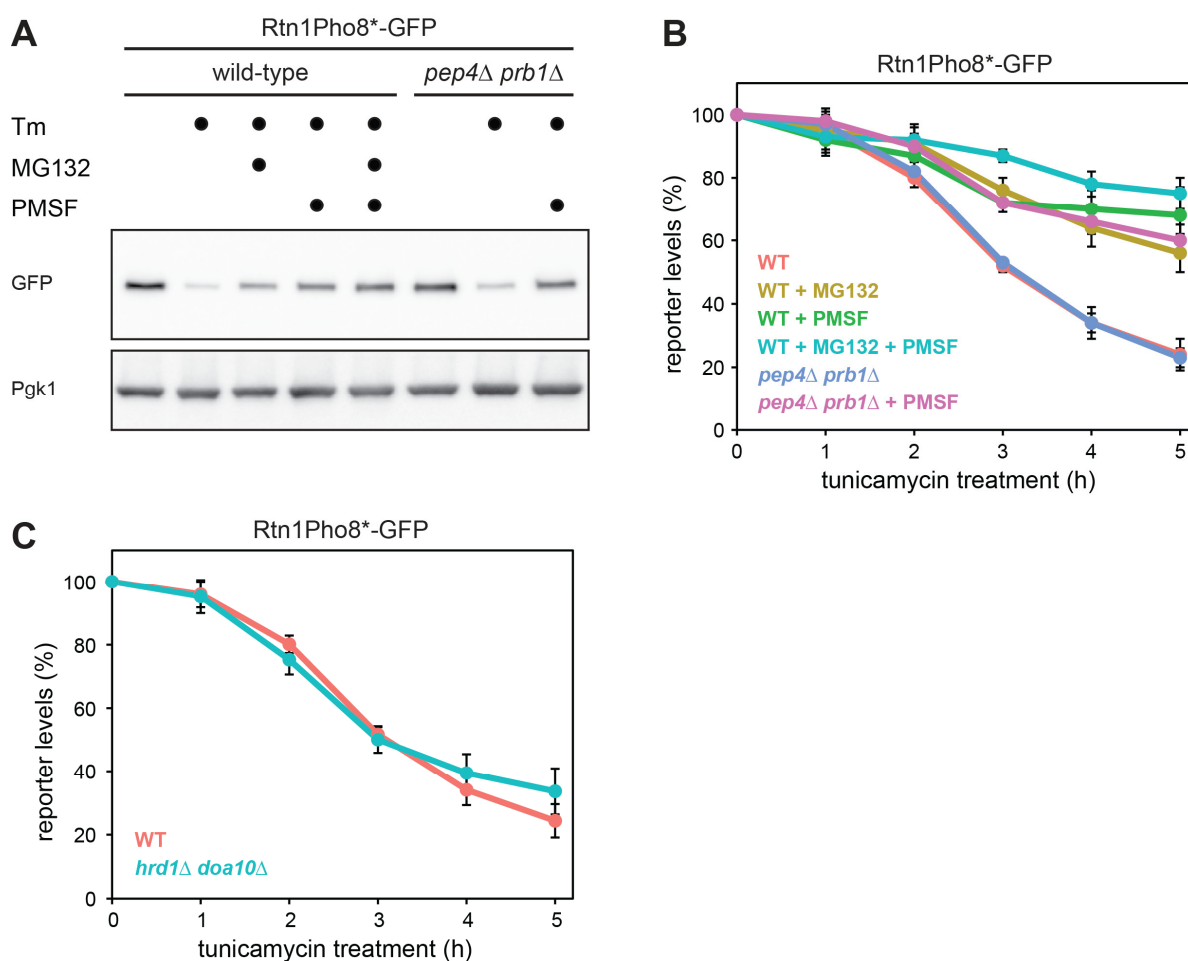 A
Rtn1Pho8*-GFP
wild-type pep4Δ prb1Δ
Tm
MG132
PMSF
GFP
Pgk1
B
Rtn1Pho8*-GFP
reporter levels (%)
100
80
60
40
20
0
WT
WT + MG132
WT + PMSF
WT + MG132 + PMSF
pep4Δ prb1Δ
pep4Δ prb1Δ + PMSF
0 1 2 3 4 5
tunicamycin treatment (h)
C
Rtn1Pho8*-GFP
reporter levels (%)
100
80
60
40
20
0
WT
hrd1Δ doa10Δ
0 1 2 3 4 5
tunicamycin treatment (h)